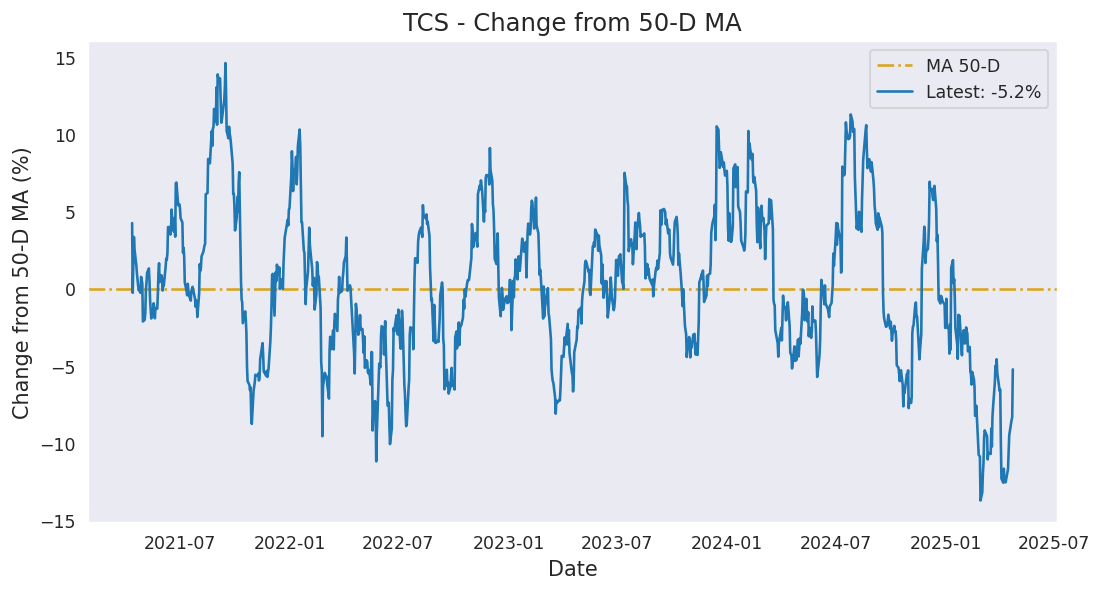 TCS - Change from 50-D MA
MA 50-D
Latest: -5.2%
Change from 50-D MA (%)
15
10
5
0
−5
−10
−15
2021-07 2022-01 2022-07 2023-01 2023-07 2024-01 2024-07 2025-01 2025-07
Date